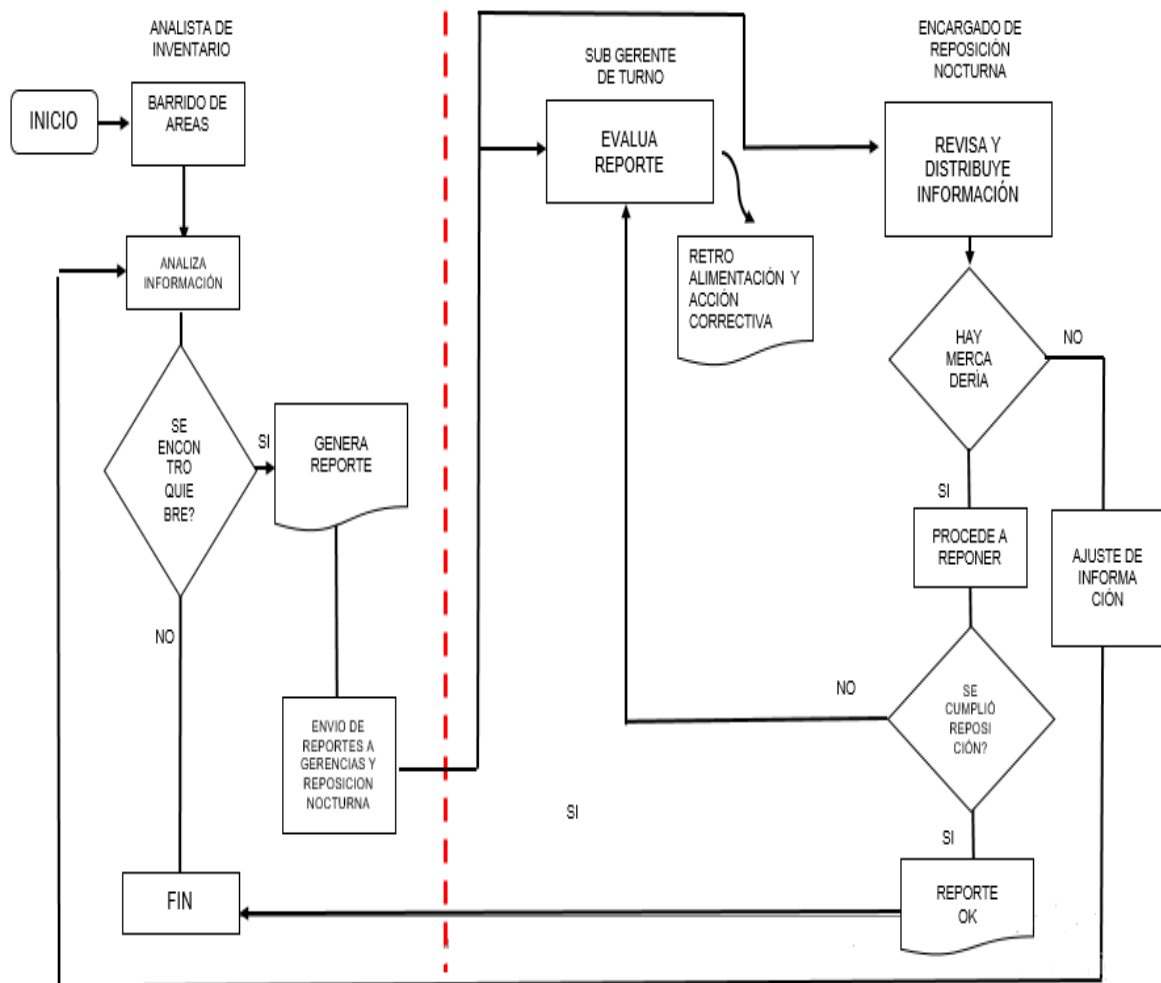 ANALISTA DE
INVENTARIO
INICIO
BARRIDO DE
AREAS
ANALIZA
INFORMACIÓN
SE
ENCON
TRO
QUIE
BRE?
SI
GENERA
REPORTE
NO
ENVIO DE
REPORTES A
GERENCIAS Y
REPOSICION
NOCTURNA
FIN
SUB GERENTE
DE TURNO
EVALUA
REPORTE
RETRO
ALIMENTACIÓN Y
ACCIÓN
CORRECTIVA
ENCARGADO DE
REPOSICIÓN
NOCTURNA
REVISA Y
DISTRIBUYE
INFORMACIÓN
HAY
MERCA
DERÌA
NO
SI
PROCEDE A
REPONER
AJUSTE DE
INFORMA
CIÓN
NO
SE
CUMPLIÓ
REPOSI
CIÓN?
SI
SI
REPORTE
OK